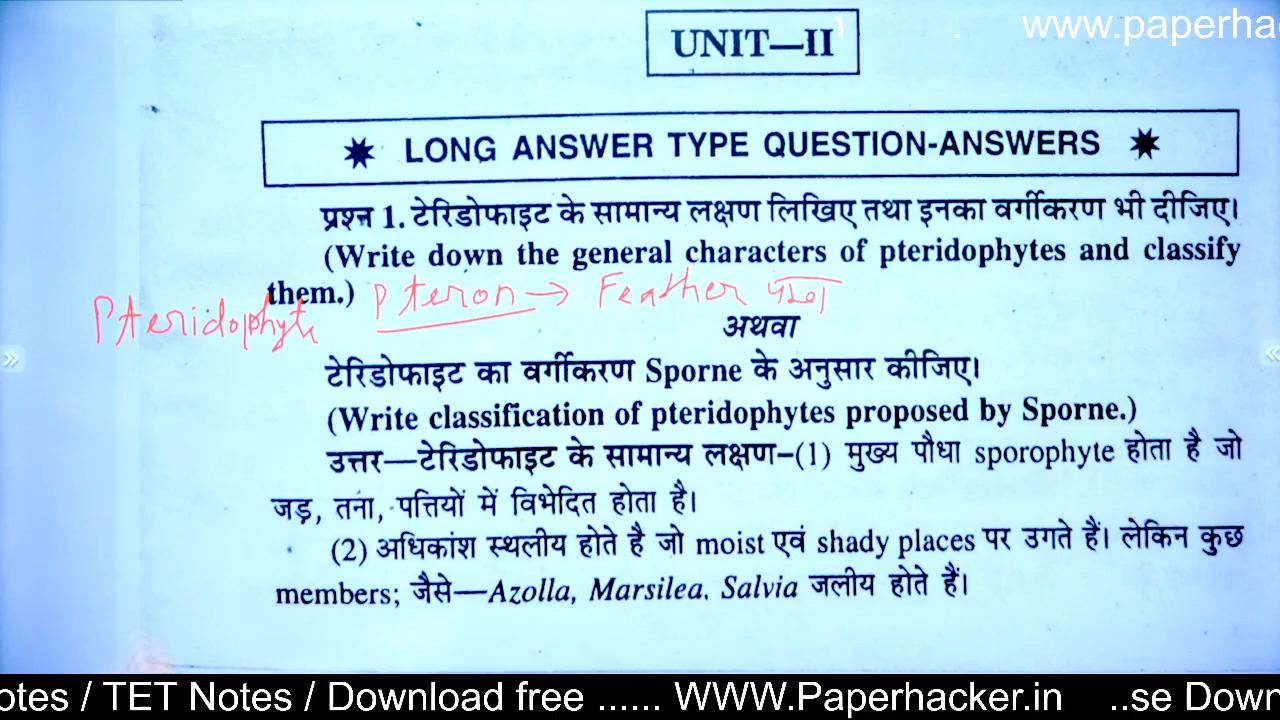 www.paperha
UNIT—II
LONG ANSWER TYPE QUESTION-ANSWERS
प्रश्न 1. टेरिडोफाइट के सामान्य लक्षण लिखिए तथा इनका वर्गीकरण भी दीजिए।
(Write down the general characters of pteridophytes and classify
them.) Pteron → Feather
Pteridophyte
अथवा
टेरिडोफाइट का वर्गीकरण Sporne के अनुसार कीजिए।
(Write classification of pteridophytes proposed by Sporne.)
उत्तर—टेरिडोफाइट के सामान्य लक्षण–(1) मुख्य पौधा sporophyte होता है जो
जड़, तना, पत्तियों में विभेदित होता है।
(2) अधिकांश स्थलीय होते है जो moist एवं shady places पर उगते हैं। लेकिन कुछ
members; जैसे—Azolla, Marsilea. Salvia जलीय होते हैं।
otes / TET Notes / Download free ...... WWW.Paperhacker.in ..se Down